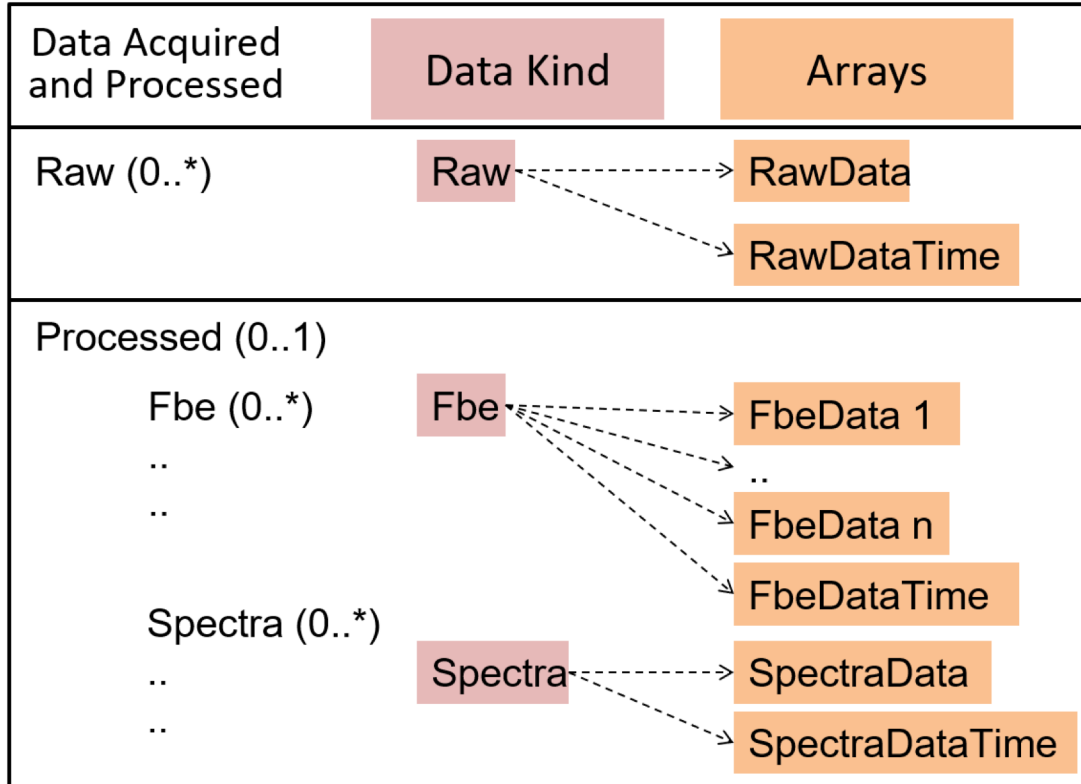 Data Acquired
and Processed
Data Kind
Arrays
Raw (0..*)
Raw
RawData
RawDataTime
Processed (0..1)
Fbe (0..*)
Fbe
FbeData 1
..
..
..
FbeData n
FbeDataTime
Spectra (0..*)
Spectra
SpectraData
..
SpectraDataTime
..